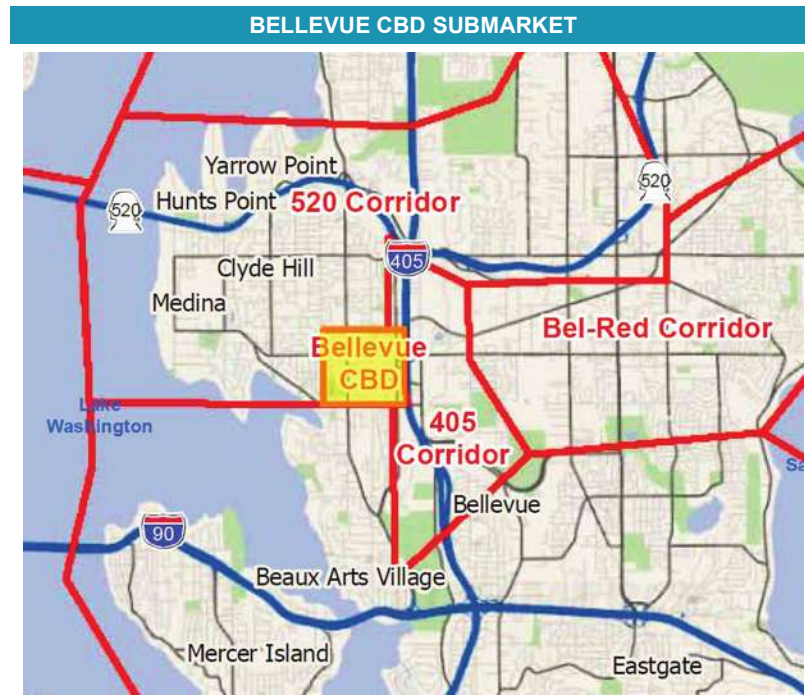 BELLEVUE CBD SUBMARKET
Yarrow Point
520
Hunts Point
520 Corridor
520
405
Clyde Hill
Medina
Bel-Red Corridor
Bellevue
CBD
Lake
Washington
405
Corridor
Sa
Bellevue
90
Beaux Arts Village
Mercer Island
Eastgate